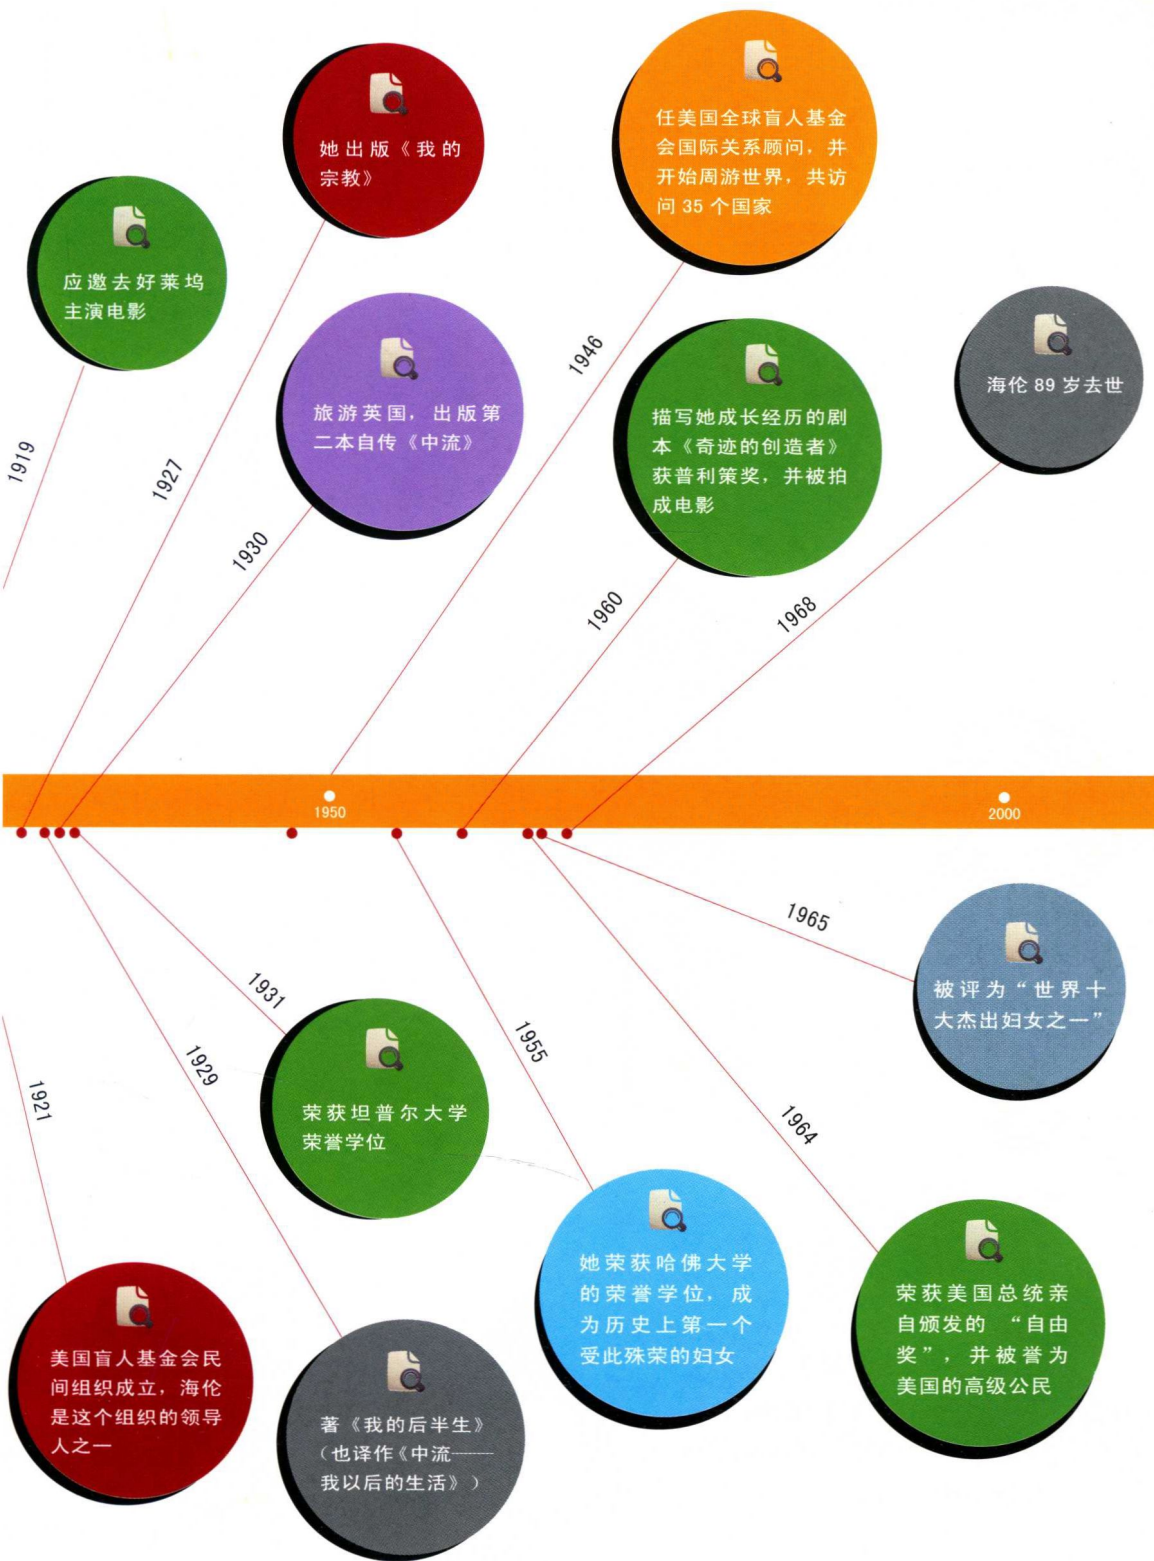 她出版《我的
宗教》
任美国全球盲人基金
会国际关系顾问，并
开始周游世界，共访
问 35 个国家
应邀去好莱坞
主演电影
旅游英国，出版第
二本自传《中流》
描写她成长经历的剧
本《奇迹的创造者》
获普利策奖，并被拍
成电影
海伦 89 岁去世
1919
1927
1930
1946
1960
1968
1950
2000
1921
1929
1931
1955
1964
1965
被评为“世界十
大杰出妇女之一”
荣获坦普尔大学
荣誉学位
她荣获哈佛大学
的荣誉学位，成
为历史上第一个
受此殊荣的妇女
荣获美国总统亲
自颁发的 “自由
奖”，并被誉为
美国的高级公民
美国盲人基金会民
间组织成立，海伦
是这个组织的领导
人之一
著《我的后半生》
（也译作《中流——
我以后的生活》）